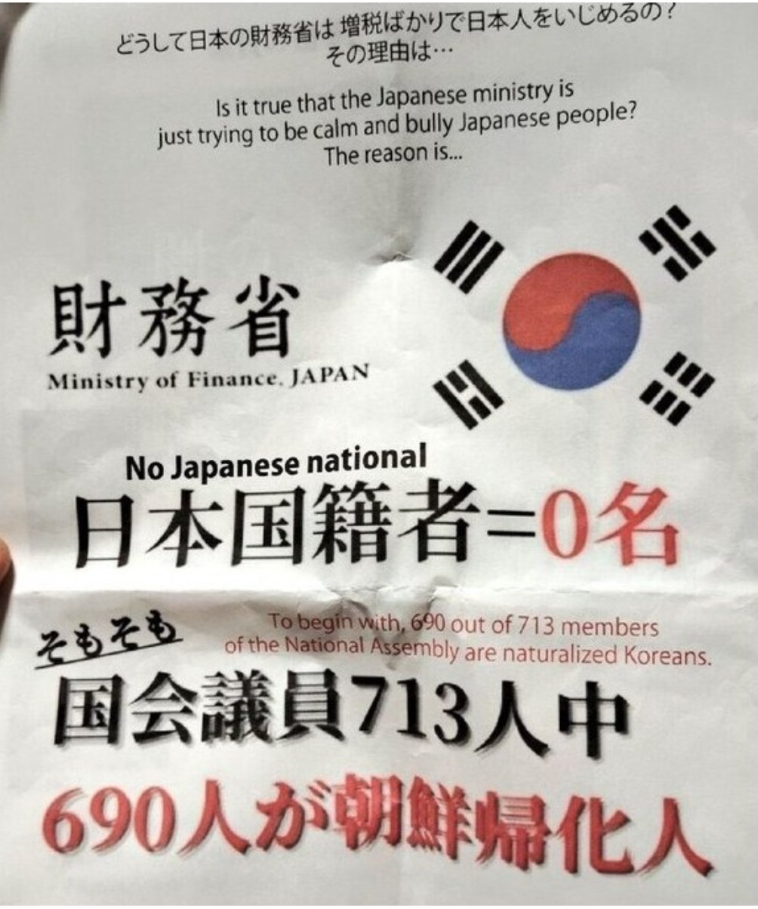 どうして日本の財務省は 増税ばかりで日本人をいじめるの？
その理由は…
Is it true that the Japanese ministry is
just trying to be calm and bully Japanese people?
The reason is...
財務省
Ministry of Finance, JAPAN
No Japanese national
日本国籍者=0名
そもそも
To begin with, 690 out of 713 members
of the National Assembly are naturalized Koreans.
国会議員713人中
690人が朝鮮帰化人